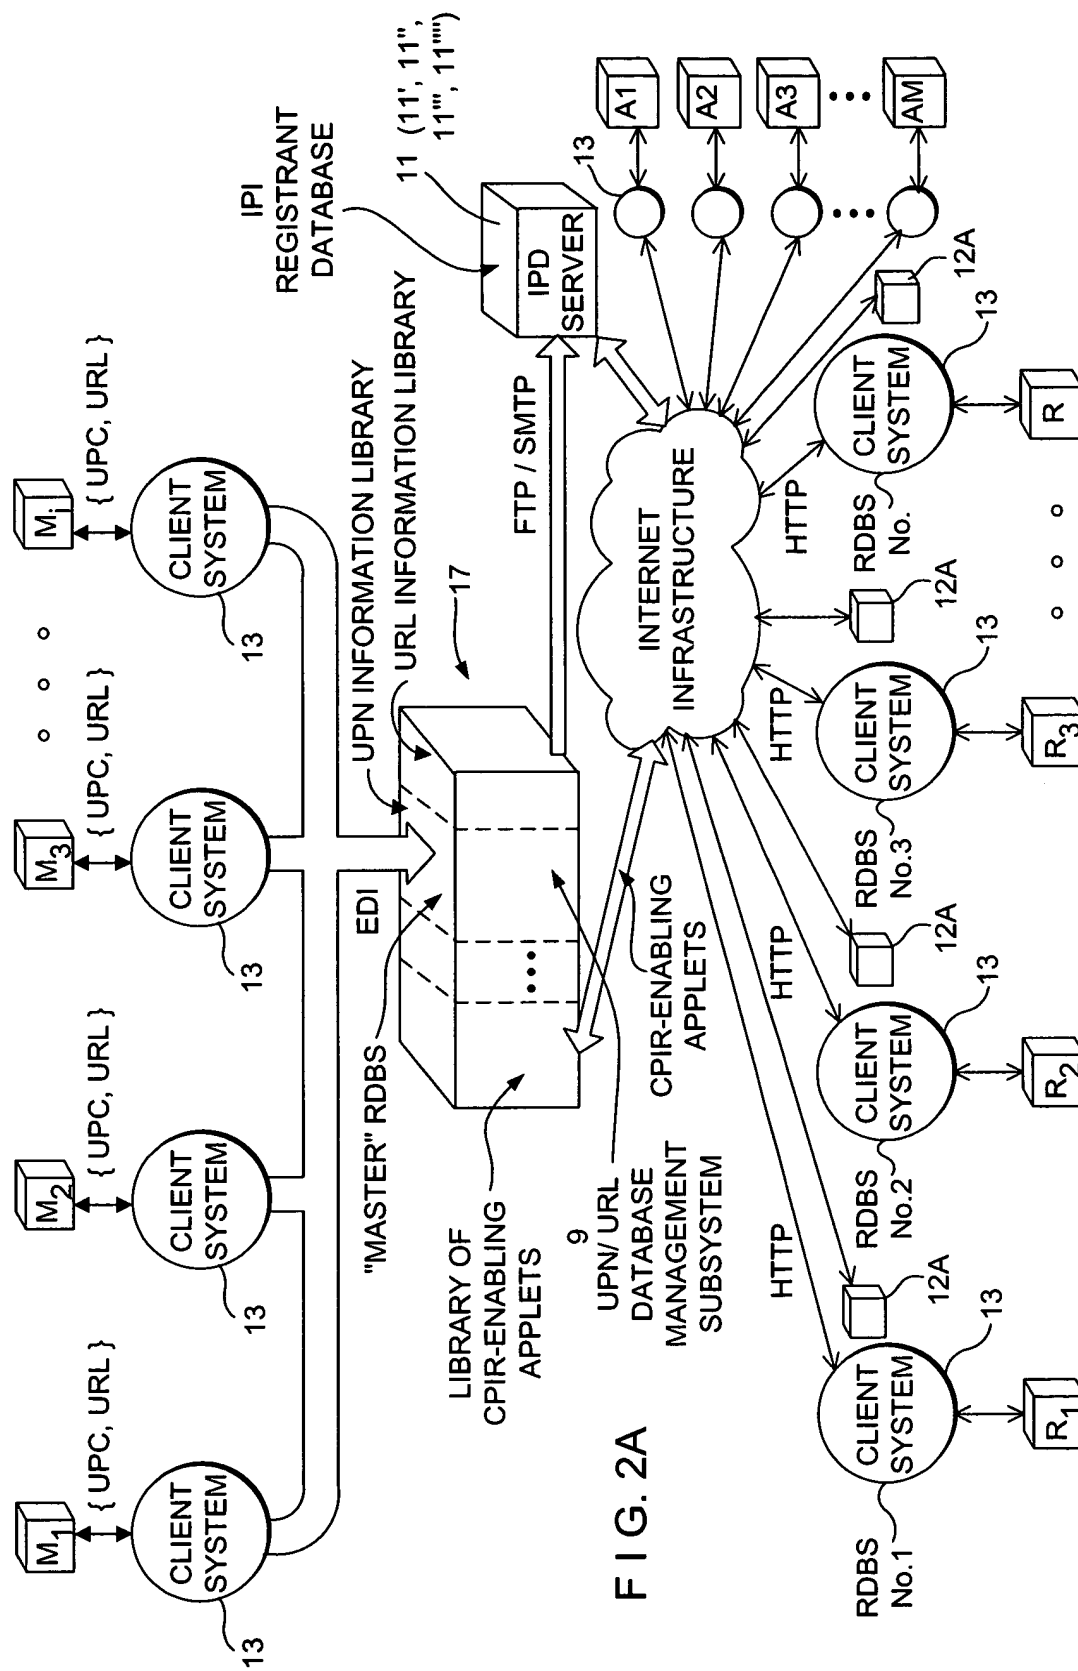 M1
M2
M3
Mj
{ UPC, URL }
{ UPC, URL }
{ UPC, URL }
{ UPC, URL }
CLIENT
SYSTEM
CLIENT
SYSTEM
CLIENT
SYSTEM
CLIENT
SYSTEM
13
13
13
13
EDI
UPN INFORMATION LIBRARY
URL INFORMATION LIBRARY
17
"MASTER" RDBS
LIBRARY OF
CPIR-ENABLING
APPLETS
9
UPN/ URL
DATABASE
MANAGEMENT
SUBSYSTEM
CPIR-ENABLING
APPLETS
FTP / SMTP
IPI
REGISTRANT
DATABASE
11 (11', 11",
11''', 11'''')
IPD
SERVER
INTERNET
INFRASTRUCTURE
13
A1
A2
A3
AM
HTTP
HTTP
HTTP
HTTP
12A
12A
12A
12A
CLIENT
SYSTEM
CLIENT
SYSTEM
CLIENT
SYSTEM
CLIENT
SYSTEM
13
13
13
13
RDBS
No.1
RDBS
No.2
RDBS
No.3
RDBS
No.
R1
R2
R3
R
FIG. 2A